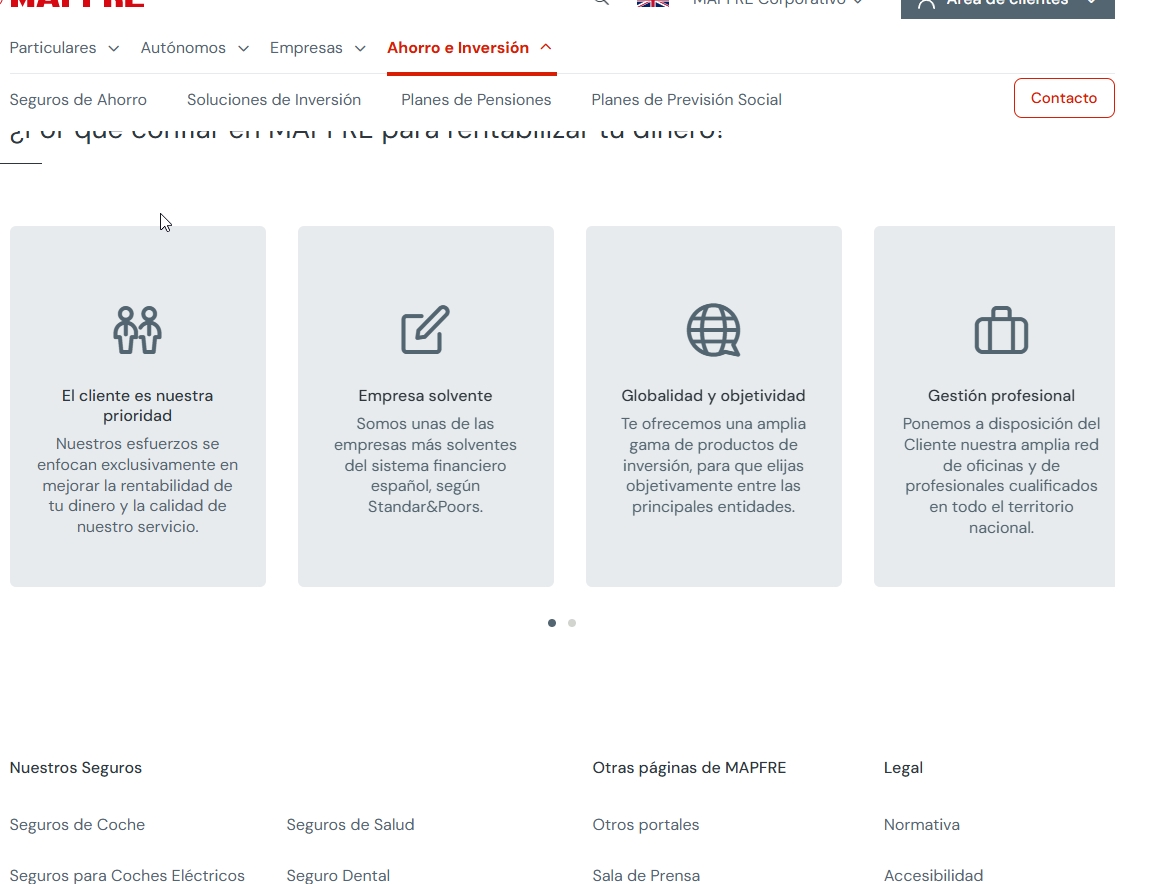 MAPFRE
MAPFRE Corporativo
Área de clientes
Particulares
Autónomos
Empresas
Ahorro e Inversión
Seguros de Ahorro
Soluciones de Inversión
Planes de Pensiones
Planes de Previsión Social
Contacto
¿Por qué confiar en MAPFRE para rentabilizar tu dinero?
El cliente es nuestra
prioridad
Nuestros esfuerzos se
enfocan exclusivamente en
mejorar la rentabilidad de
tu dinero y la calidad de
nuestro servicio.
Empresa solvente
Somos unas de las
empresas más solventes
del sistema financiero
español, según
Standar&Poors.
Globalidad y objetividad
Te ofrecemos una amplia
gama de productos de
inversión, para que elijas
objetivamente entre las
principales entidades.
Gestión profesional
Ponemos a disposición del
Cliente nuestra amplia red
de oficinas y de
profesionales cualificados
en todo el territorio
nacional.
Nuestros Seguros
Otras páginas de MAPFRE
Legal
Seguros de Coche
Seguros de Salud
Otros portales
Normativa
Seguros para Coches Eléctricos
Seguro Dental
Sala de Prensa
Accesibilidad